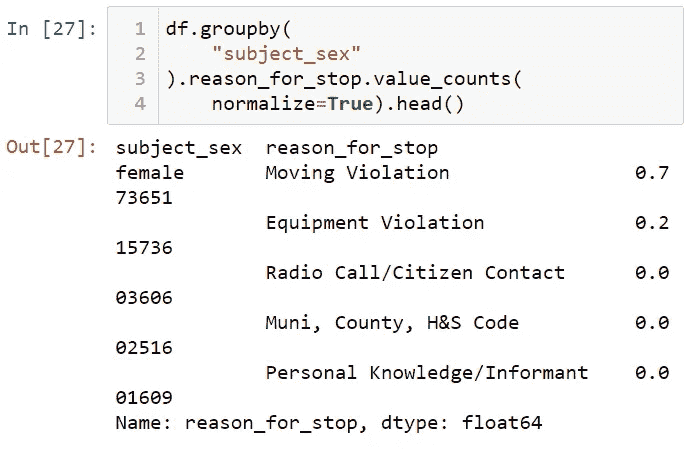 In [27]:
1 df.groupby(
2     "subject_sex"
3 ).reason_for_stop.value_counts(
4     normalize=True).head()
Out[27]: subject_sex  reason_for_stop
female       Moving Violation               0.7
73651
             Equipment Violation            0.2
15736
             Radio Call/Citizen Contact     0.0
03606
             Muni, County, H&S Code         0.0
02516
             Personal Knowledge/Informant   0.0
01609
Name: reason_for_stop, dtype: float64